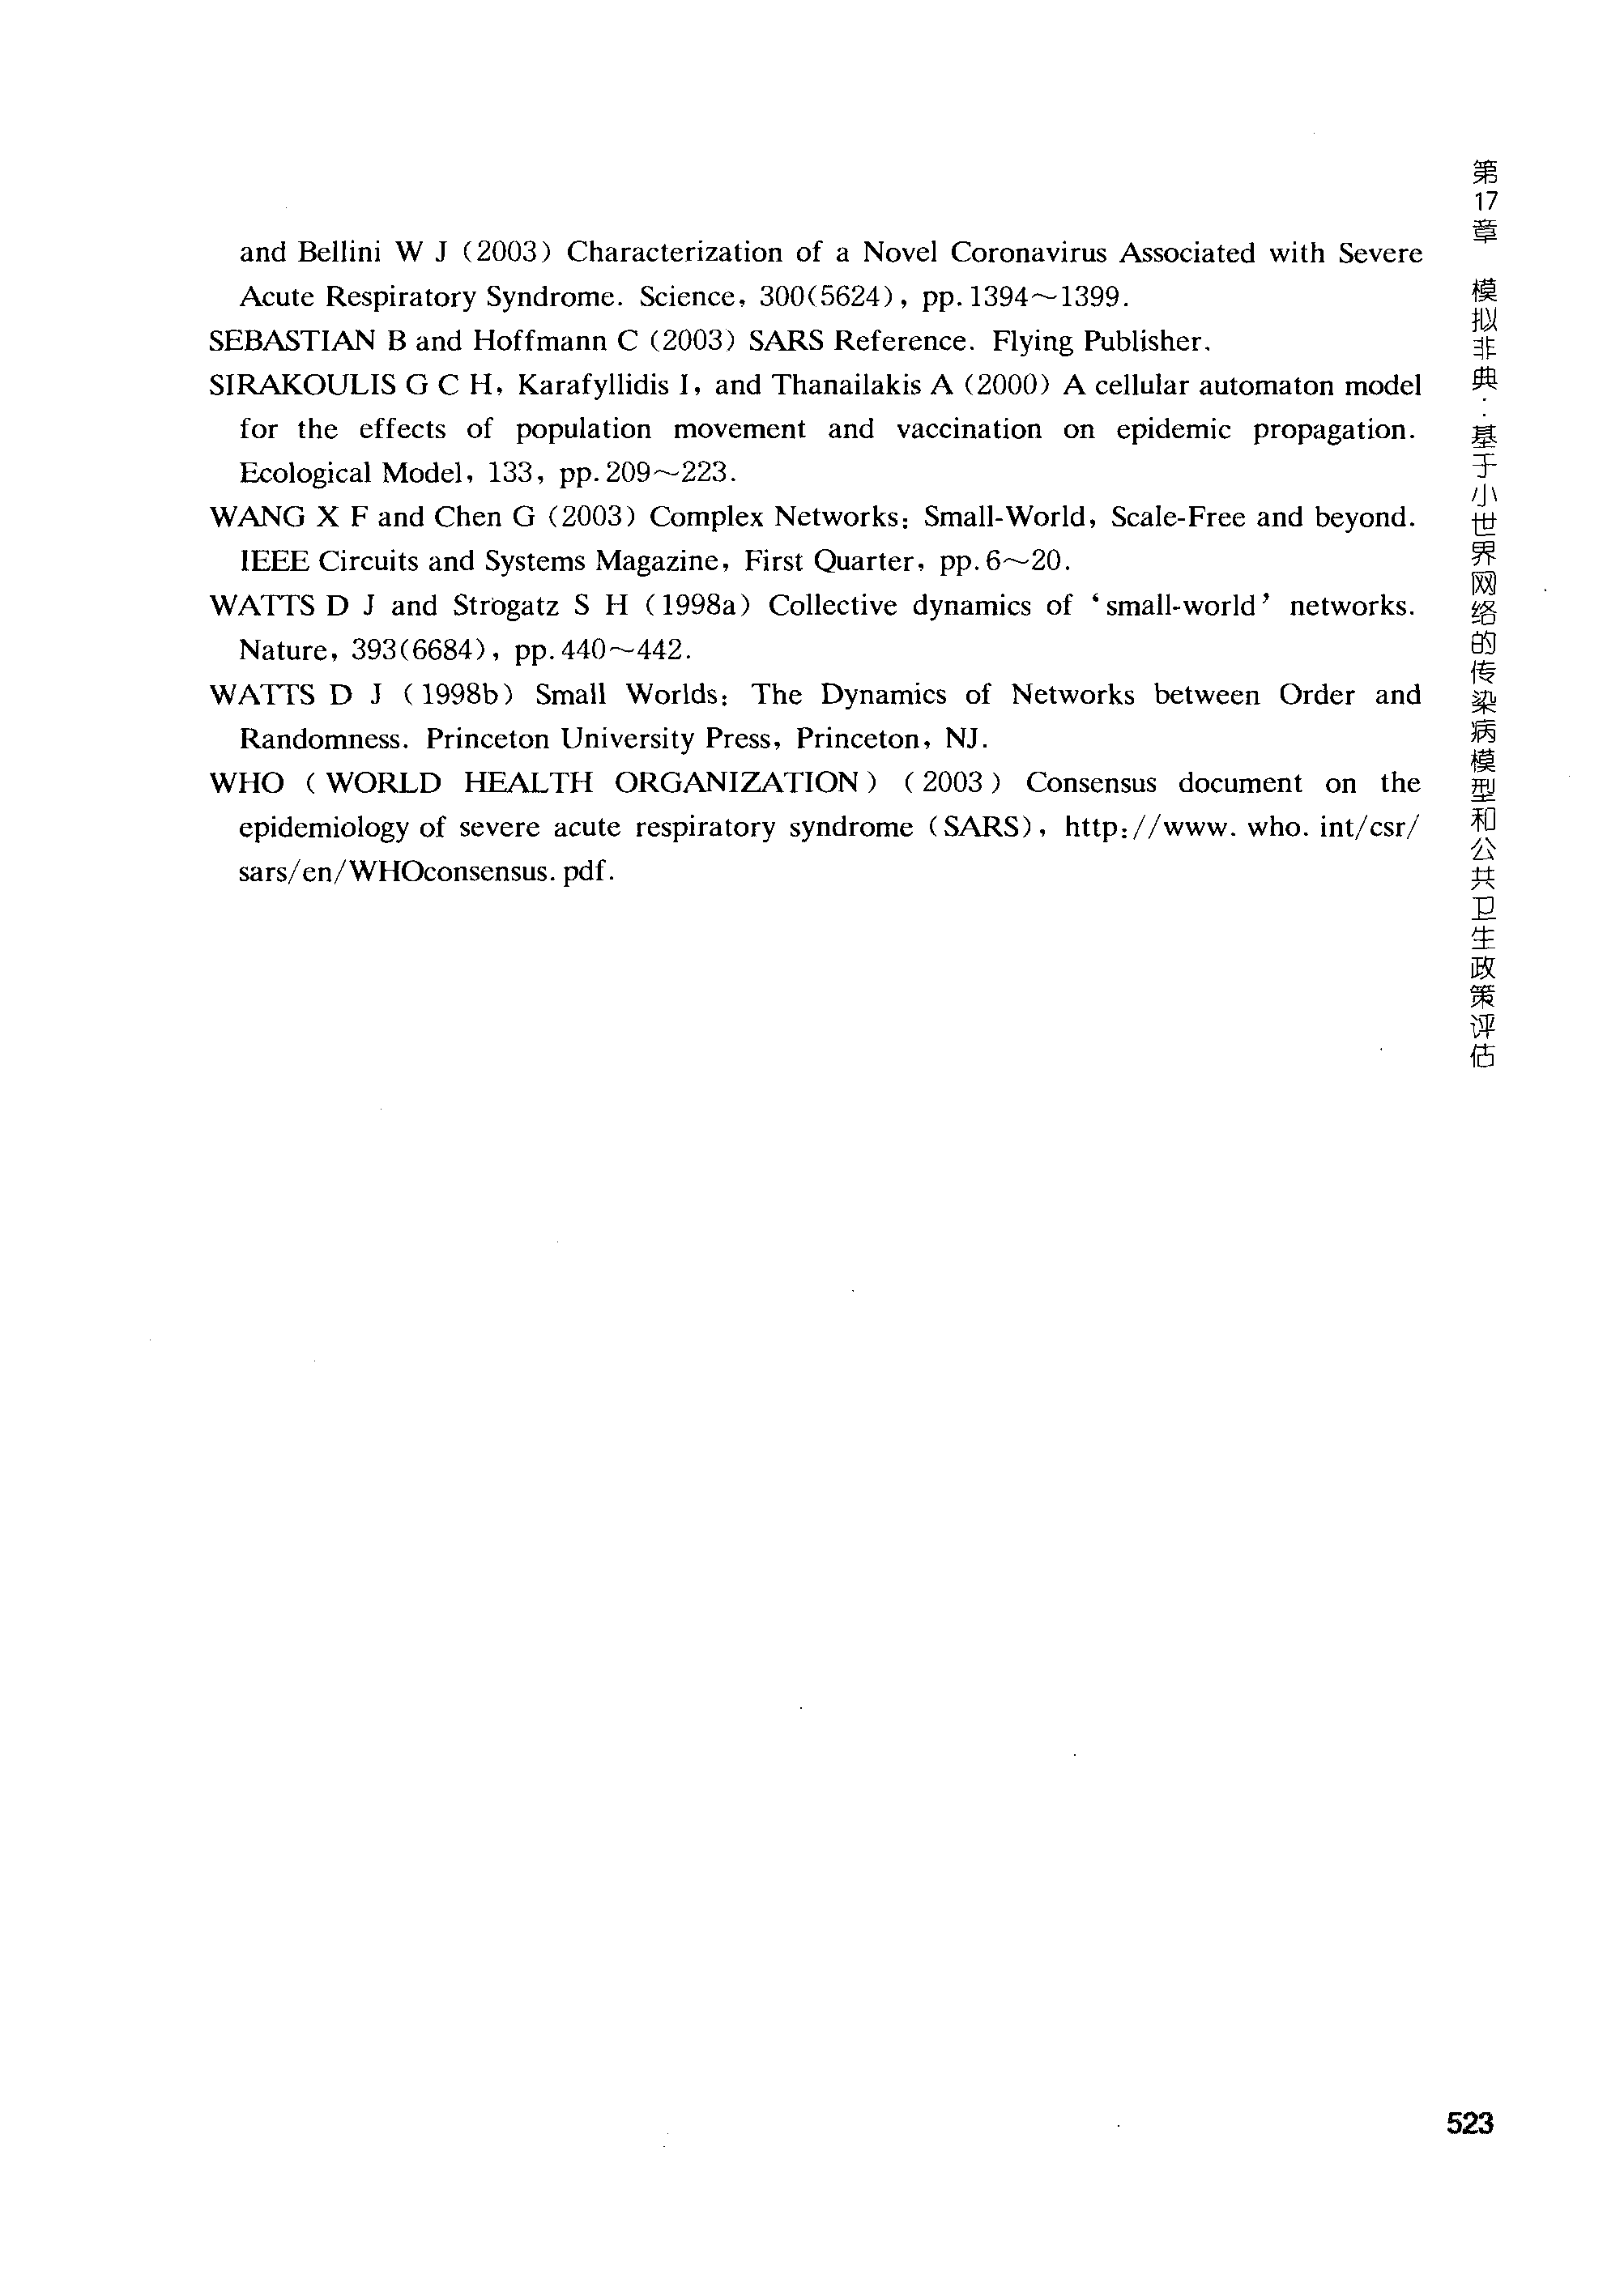 and Bellini W J (2003) Characterization of a Novel Coronavirus Associated with Severe
Acute Respiratory Syndrome. Science, 300(5624), pp.1394～1399.
SEBASTIAN B and Hoffmann C (2003) SARS Reference. Flying Publisher.
SIRAKOULIS G C H, Karafyllidis I, and Thanailakis A (2000) A cellular automaton model
for the effects of population movement and vaccination on epidemic propagation.
Ecological Model, 133, pp.209～223.
WANG X F and Chen G (2003) Complex Networks: Small-World, Scale-Free and beyond.
IEEE Circuits and Systems Magazine, First Quarter, pp.6～20.
WATTS D J and Strogatz S H (1998a) Collective dynamics of ‘small-world’ networks.
Nature, 393(6684), pp.440～442.
WATTS D J (1998b) Small Worlds: The Dynamics of Networks between Order and
Randomness. Princeton University Press, Princeton, NJ.
WHO (WORLD HEALTH ORGANIZATION) (2003) Consensus document on the
epidemiology of severe acute respiratory syndrome (SARS), http://www. who. int/csr/
sars/en/WHOconsensus. pdf.
第17章 模拟非典：基于小世界网络的传染病模型和公共卫生政策评估
523